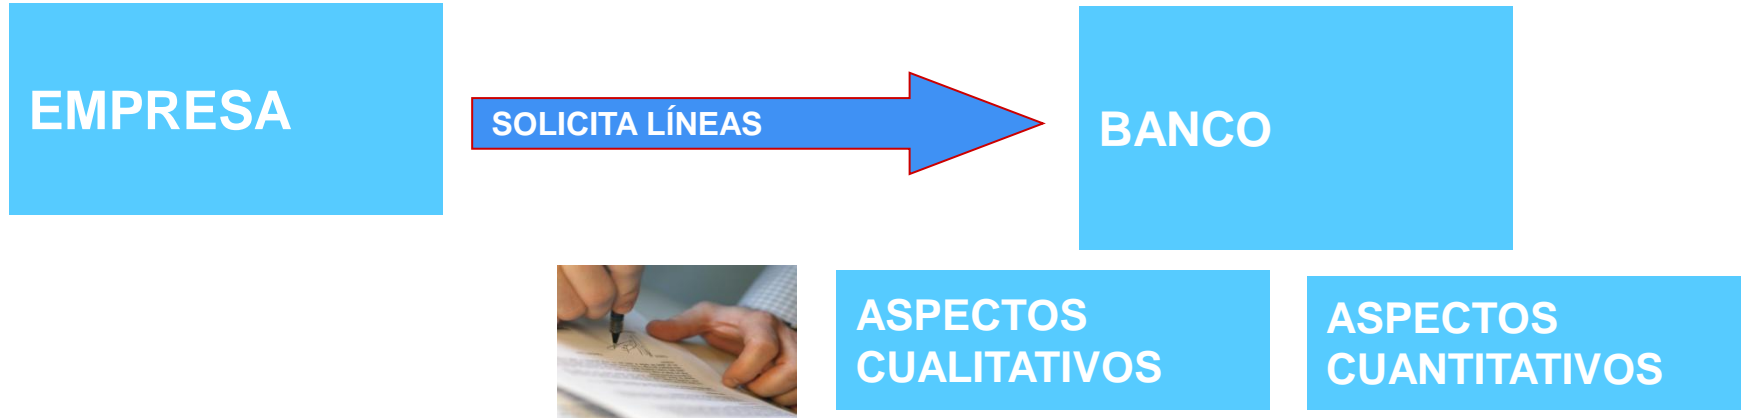 EMPRESA
SOLICITA LÍNEAS
BANCO
ASPECTOS
CUALITATIVOS
ASPECTOS
CUANTITATIVOS